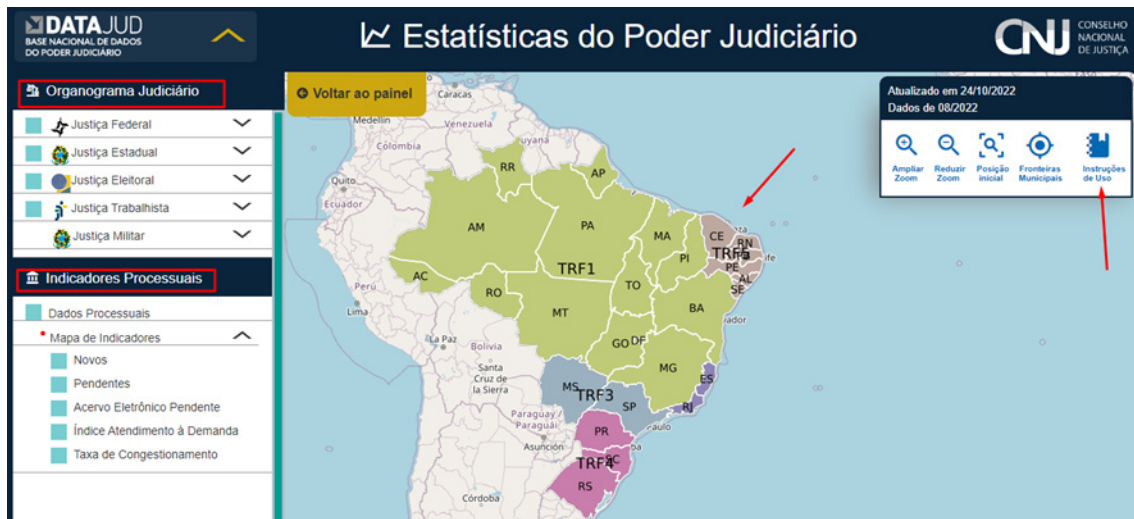 DATAJUD
BASE NACIONAL DE DADOS
DO PODER JUDICIÁRIO
Estatísticas do Poder Judiciário
CNJ
CONSELHO
NACIONAL
DE JUSTIÇA
Organograma Judiciário
Justiça Federal
Justiça Estadual
Justiça Eleitoral
Justiça Trabalhista
Justiça Militar
Indicadores Processuais
Dados Processuais
Mapa de Indicadores
Novos
Pendentes
Acervo Eletrônico Pendente
Índice Atendimento à Demanda
Taxa de Congestionamento
Voltar ao painel
Atualizado em 24/10/2022
Dados de 08/2022
Ampliar
Zoom
Reduzir
Zoom
Posição
inicial
Fronteiras
Municipais
Instruções
de Uso
Caracas
Medellín
Venezuela
Colombia
uyana
RR
AP
Quito
Ecuador
AM
PA
MA
CE
RN
TRF5
PI
PE
AL
SE
TRF1
AC
Perú
RO
TO
BA
Lima
MT
ador
La Paz
Bolivia
GO
DF
MG
Santa
Cruz de
la Sierra
ES
MS
TRF3
SP
RJ
Paraguay /
Paraguái
PR
aulo
Asunción
ba
TRF4
SC
RS
Córdoba